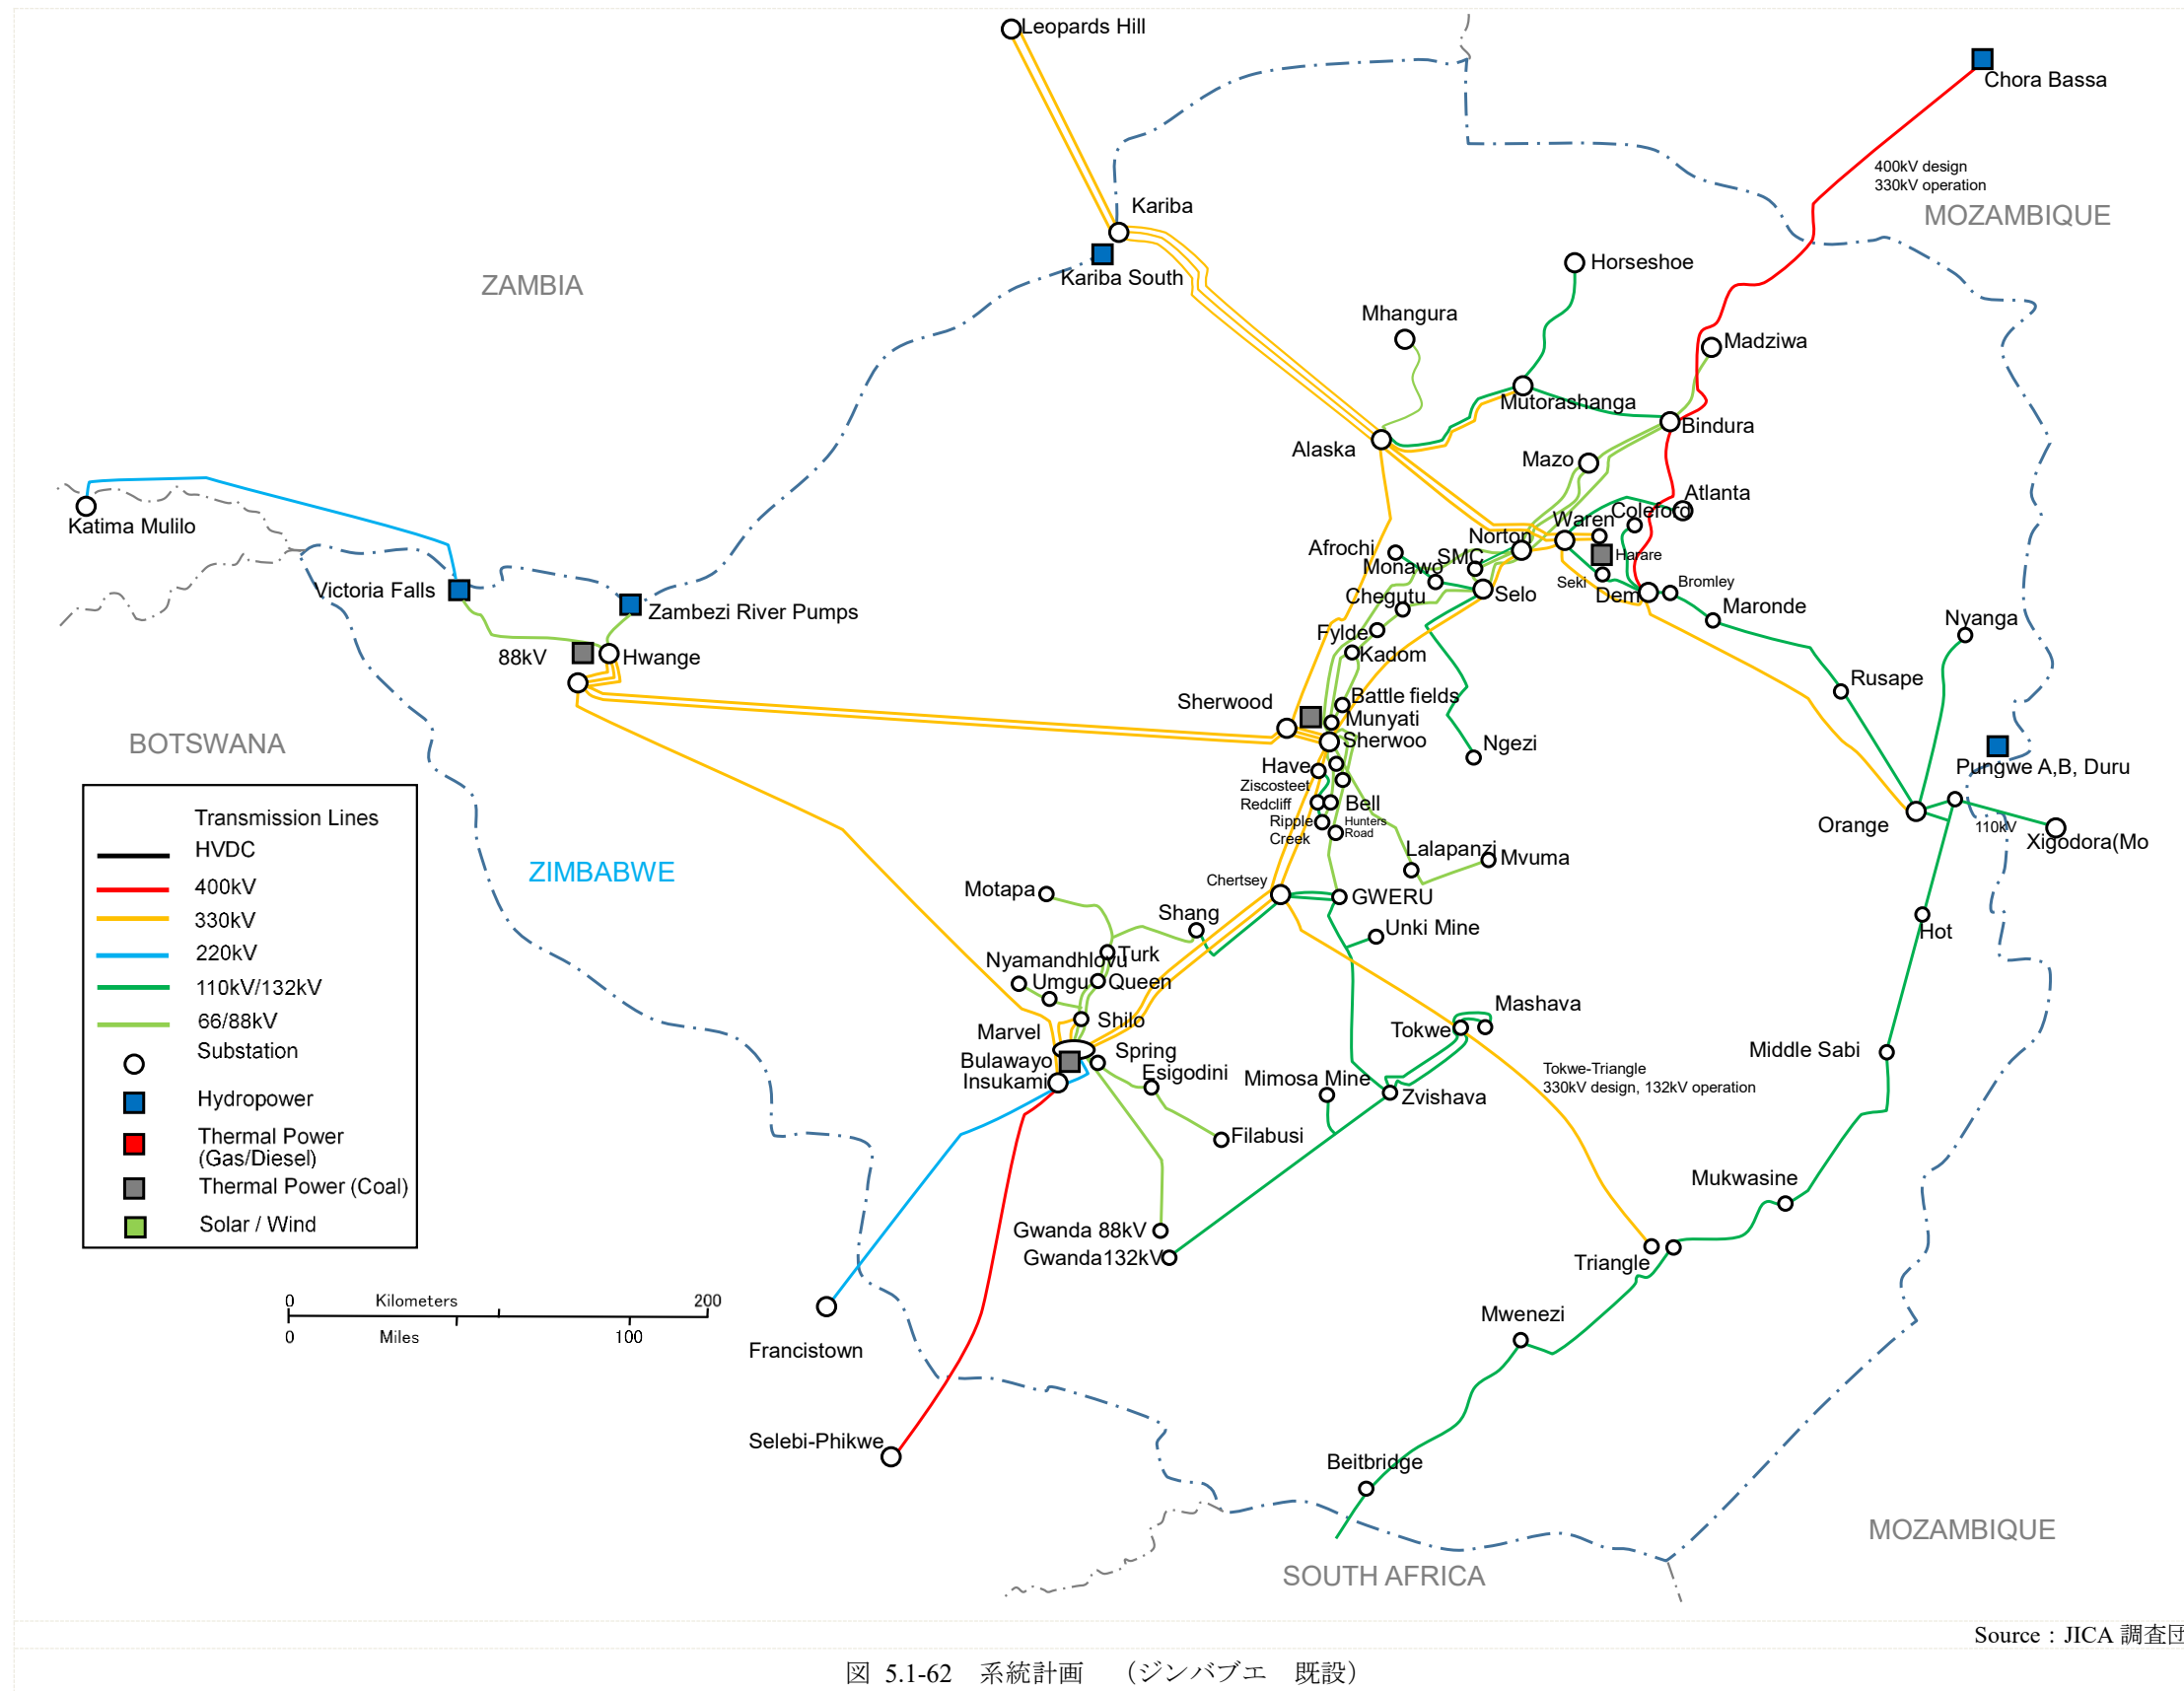 Leopards Hill
Chora Bassa
400kV design
330kV operation
MOZAMBIQUE
Kariba
Kariba South
ZAMBIA
Horseshoe
Mhangura
Madziwa
Mutorashanga
Bindura
Alaska
Mazo
Atlanta
Coleford
Waren
Katima Mulilo
Norton
Afrochi
SMC
Harare
Monawo
Seki
Bromley
Victoria Falls
Chegutu
Selo
Dem
Maronde
Zambezi River Pumps
Nyanga
Fylde
88kV
Hwange
Kadom
Rusape
Sherwood
Battle fields
Munyati
Sherwoo
Ngezi
BOTSWANA
Have
Pungwe A,B, Duru
Ziscosteet
Redcliff
Bell
Ripple
Creek
Hunters
Road
Orange
110kV
Xigodora(Mo
Lalapanzi
Mvuma
ZIMBABWE
Transmission Lines
HVDC
400kV
330kV
220kV
110kV/132kV
66/88kV
Substation
Hydropower
Thermal Power
(Gas/Diesel)
Thermal Power (Coal)
Solar / Wind
Motapa
Chertsey
GWERU
Shang
Unki Mine
Hot
Turk
Nyamandhlovu
Umgu
Queen
Mashava
Shilo
Tokwe
Marvel
Bulawayo
Insukami
Spring
Esigodini
Middle Sabi
Mimosa Mine
Tokwe-Triangle
330kV design, 132kV operation
Zvishava
Filabusi
Mukwasine
Gwanda 88kV
Gwanda132kV
Triangle
0
Kilometers
200
0
Miles
100
Mwenezi
Francistown
Selebi-Phikwe
Beitbridge
MOZAMBIQUE
SOUTH AFRICA
Source：JICA 調査団
図 5.1-62 系統計画 （ジンバブエ 既設）